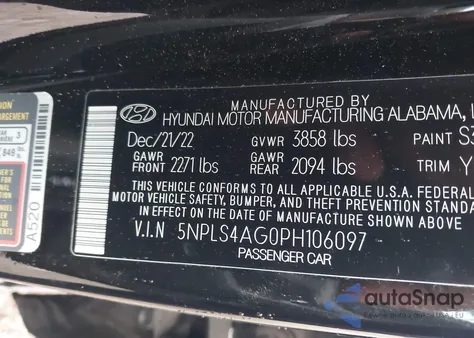 MANUFACTURED BY
HYUNDAI MOTOR MANUFACTURING ALABAMA,
Dec/21/22 GVWR 3858 lbs PAINT
GAWR FRONT 2271 lbs GAWR REAR 2094 lbs TRIM
THIS VEHICLE CONFORMS TO ALL APPLICABLE U.S.A. FEDERAL
MOTOR VEHICLE SAFETY, BUMPER, AND THEFT PREVENTION STANDA
IN EFFECT ON THE DATE OF MANUFACTURE SHOWN ABOVE
V.I.N 5NPLS4AG0PH106097
PASSENGER CAR
A520
autoSnap